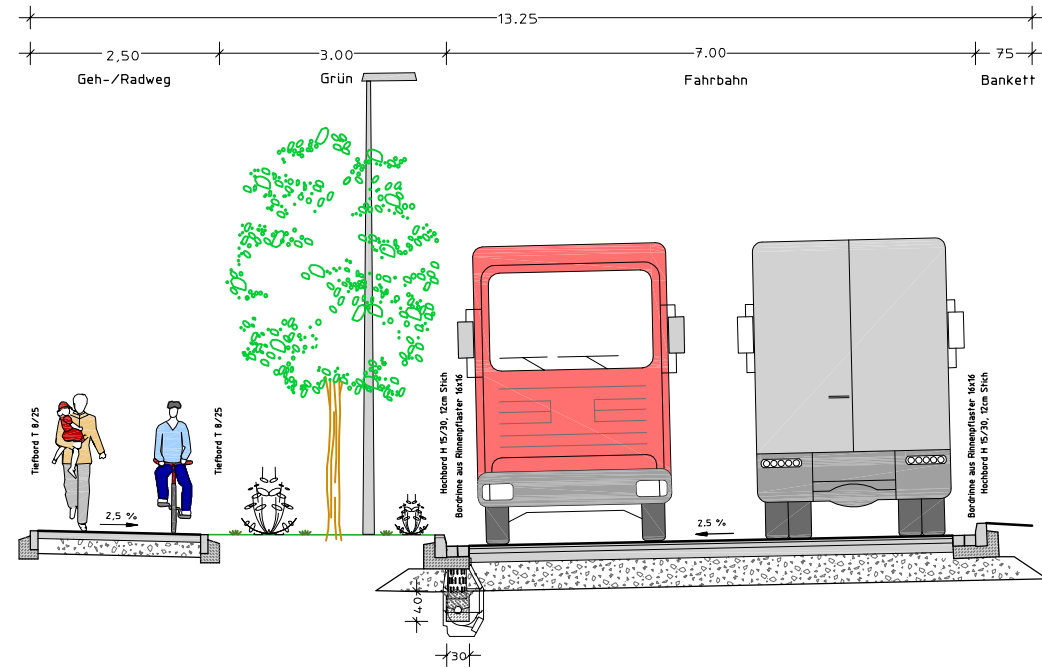 13.25
2,50 3.00 7.00 75
Geh-/Radweg Grün Fahrbahn Bankett
Tiefbord T 8/25
Tiefbord T 8/25
Hochbord H 15/30, 12cm Stich
Bordrinne aus Rinnenpflaster 16x16
Bordrinne aus Rinnenpflaster 16x16
Hochbord H 15/30, 12cm Stich
2,5 %
2.5 %
40
30